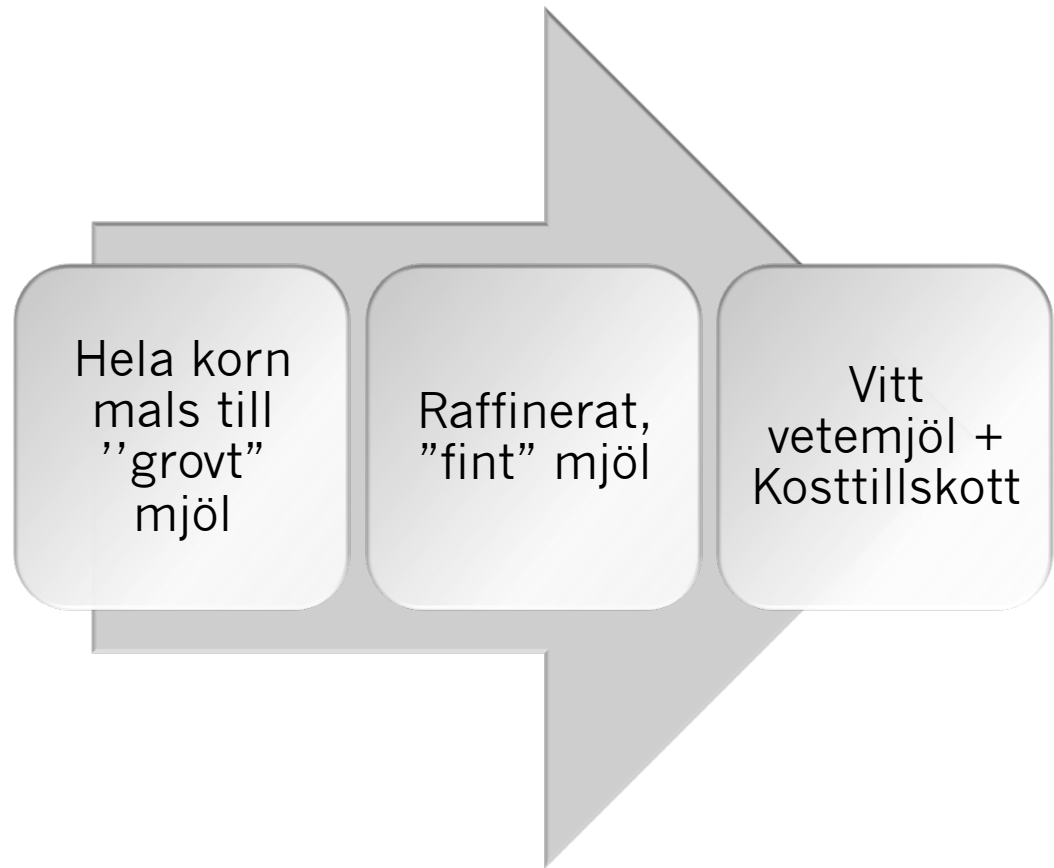 Hela korn
mals till
’’grovt”
mjöl
Raffinerat,
”fint” mjöl
Vitt
vetemjöl +
Kosttillskott